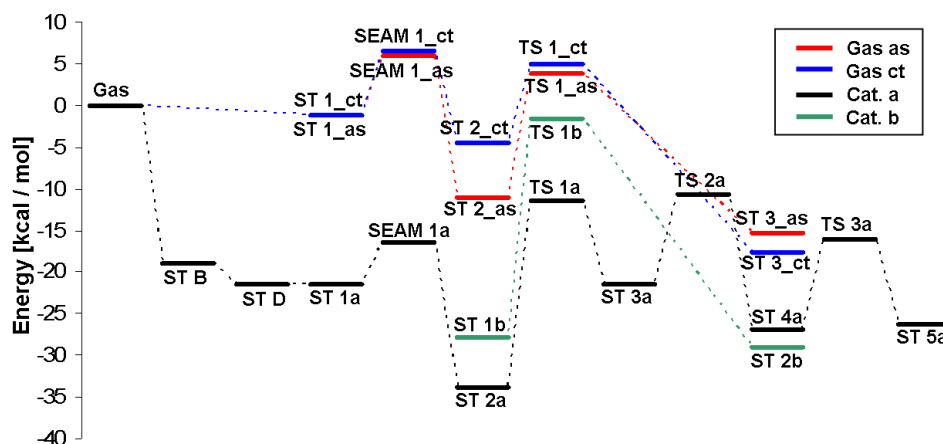 Energy [kcal / mol]
10
5
0
-5
-10
-15
-20
-25
-30
-35
-40
Gas
ST B
ST D
ST 1_ct
ST 1_as
ST 1a
SEAM 1_ct
SEAM 1_as
SEAM 1a
ST 2_ct
ST 2_as
ST 1b
ST 2a
TS 1_ct
TS 1_as
TS 1b
TS 1a
ST 3a
TS 2a
ST 3_as
ST 3_ct
ST 4a
ST 2b
TS 3a
ST 5a
Gas as
Gas ct
Cat. a
Cat. b